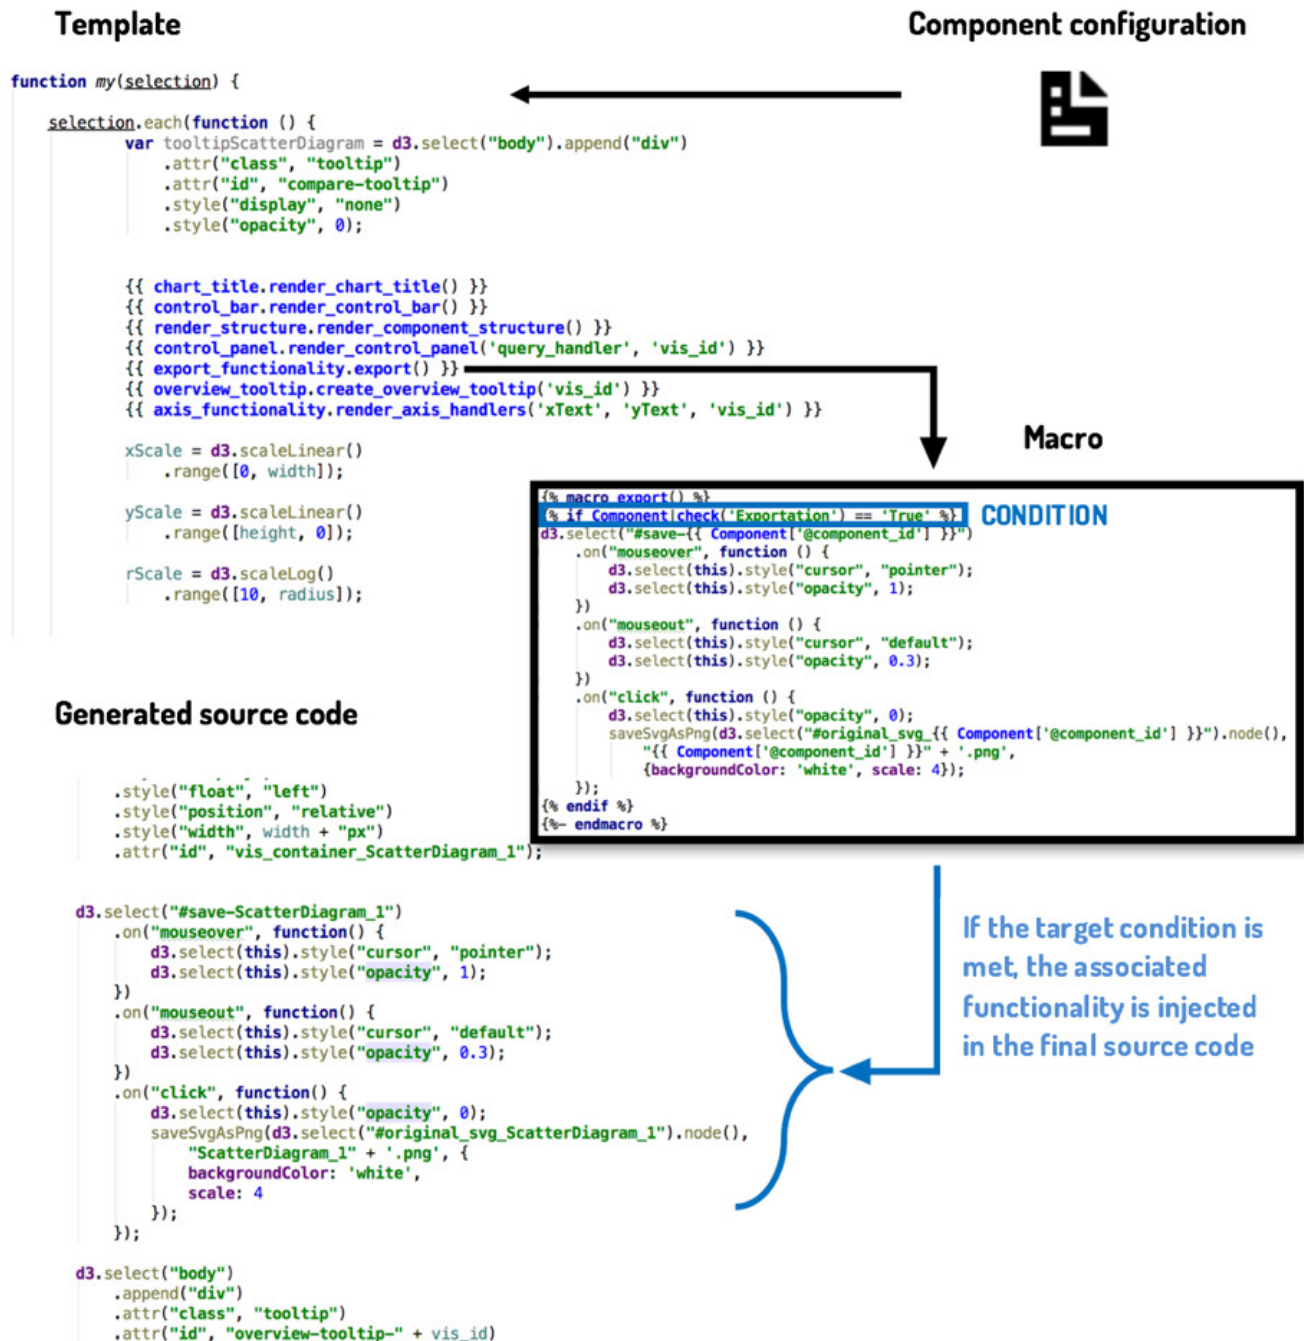 Template
Component configuration
function my(selection) {
selection.each(function () {
var tooltipScatterDiagram = d3.select("body").append("div")
.attr("class", "tooltip")
.attr("id", "compare-tooltip")
.style("display", "none")
.style("opacity", 0);
{{ chart_title.render_chart_title() }}
{{ control_bar.render_control_bar() }}
{{ render_structure.render_component_structure() }}
{{ control_panel.render_control_panel('query_handler', 'vis_id') }}
{{ export_functionality.export() }}
{{ overview_tooltip.create_overview_tooltip('vis_id') }}
{{ axis_functionality.render_axis_handlers('xText', 'yText', 'vis_id') }}
xScale = d3.scaleLinear()
.range([0, width]);
yScale = d3.scaleLinear()
.range([height, 0]);
rScale = d3.scaleLog()
.range([10, radius]);
Macro
{% macro export() %}
{% if Component|check('Exportation') == 'True' %}
CONDITION
d3.select("#save-{{ Component['@component_id'] }}")
.on("mouseover", function () {
d3.select(this).style("cursor", "pointer");
d3.select(this).style("opacity", 1);
})
.on("mouseout", function () {
d3.select(this).style("cursor", "default");
d3.select(this).style("opacity", 0.3);
})
.on("click", function () {
d3.select(this).style("opacity", 0);
saveSvgAsPng(d3.select("#original_svg_{{ Component['@component_id'] }}").node(),
"{{ Component['@component_id'] }}" + '.png',
{backgroundColor: 'white', scale: 4});
});
{% endif %}
{%- endmacro %}
Generated source code
.style("float", "left")
.style("position", "relative")
.style("width", width + "px")
.attr("id", "vis_container_ScatterDiagram_1");
d3.select("#save-ScatterDiagram_1")
.on("mouseover", function() {
d3.select(this).style("cursor", "pointer");
d3.select(this).style("opacity", 1);
})
.on("mouseout", function() {
d3.select(this).style("cursor", "default");
d3.select(this).style("opacity", 0.3);
})
.on("click", function() {
d3.select(this).style("opacity", 0);
saveSvgAsPng(d3.select("#original_svg_ScatterDiagram_1").node(),
"ScatterDiagram_1" + '.png', {
backgroundColor: 'white',
scale: 4
});
});
d3.select("body")
.append("div")
.attr("class", "tooltip")
.attr("id", "overview-tooltip-" + vis_id)
If the target condition is
met, the associated
functionality is injected
in the final source code